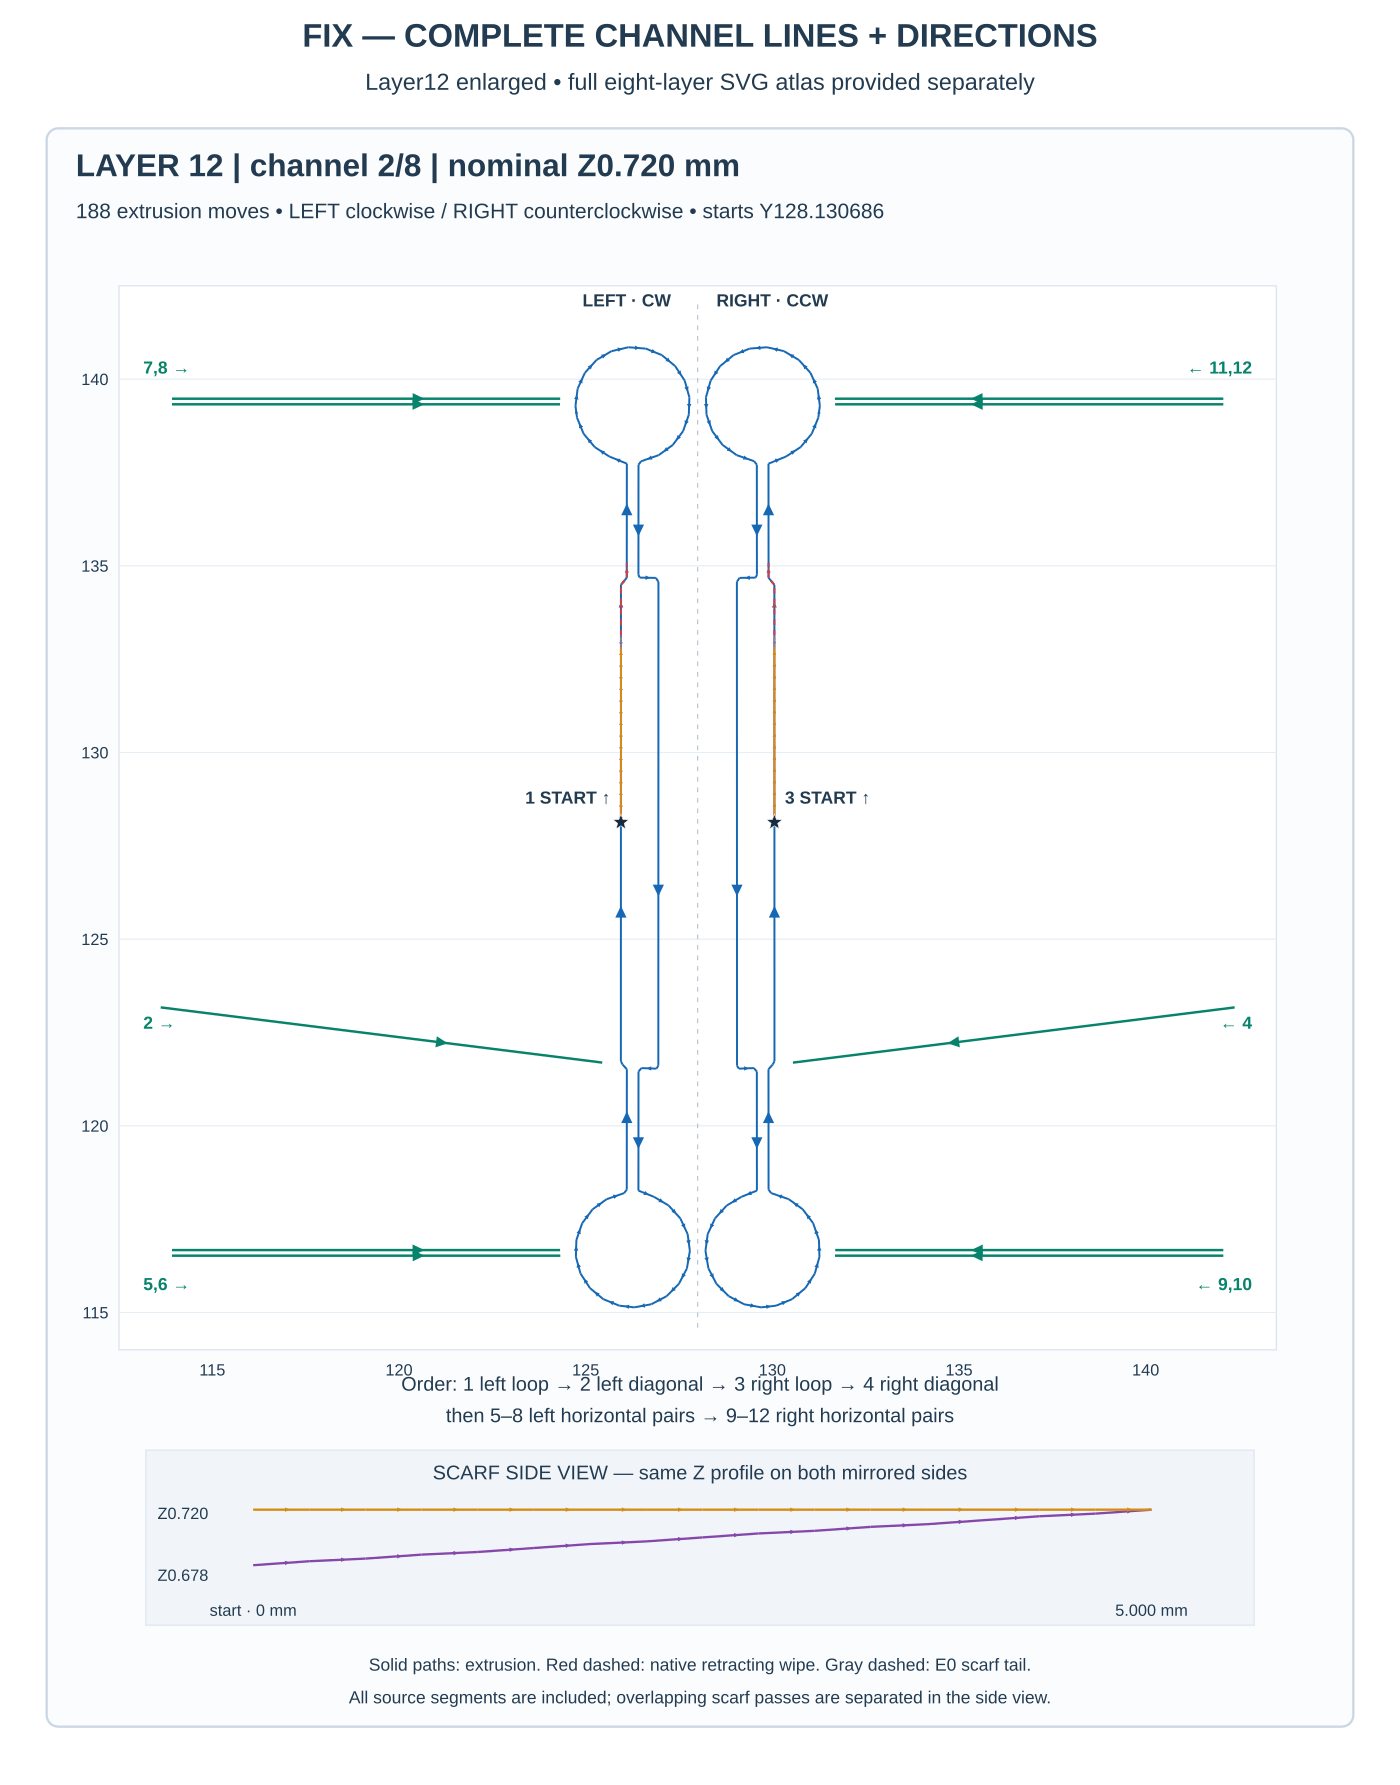 FIX — COMPLETE CHANNEL LINES + DIRECTIONS
Layer12 enlarged • full eight-layer SVG atlas provided separately
LAYER 12 | channel 2/8 | nominal Z0.720 mm
188 extrusion moves • LEFT clockwise / RIGHT counterclockwise • starts Y128.130686
LEFT · CW
RIGHT · CCW
7,8 →
← 11,12
140
135
130
1 START ↑
3 START ↑
125
2 →
← 4
120
5,6 →
← 9,10
115
115 120 125 130 135 140
Order: 1 left loop → 2 left diagonal → 3 right loop → 4 right diagonal
then 5–8 left horizontal pairs → 9–12 right horizontal pairs
SCARF SIDE VIEW — same Z profile on both mirrored sides
Z0.720
Z0.678
start · 0 mm
5.000 mm
Solid paths: extrusion. Red dashed: native retracting wipe. Gray dashed: E0 scarf tail.
All source segments are included; overlapping scarf passes are separated in the side view.